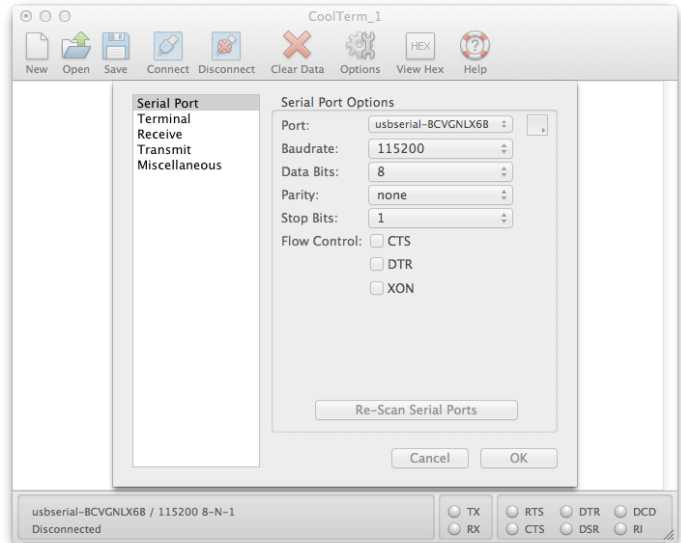 CoolTerm_1
New Open Save Connect Disconnect Clear Data Options View Hex Help
HEX
Serial Port
Terminal
Receive
Transmit
Miscellaneous
Serial Port Options
Port: usbserial-BCVGNLX6B
Baudrate: 115200
Data Bits: 8
Parity: none
Stop Bits: 1
Flow Control: CTS
DTR
XON
Re-Scan Serial Ports
Cancel OK
usbserial-BCVGNLX6B / 115200 8-N-1
Disconnected
TX RTS DTR DCD
RX CTS DSR RI